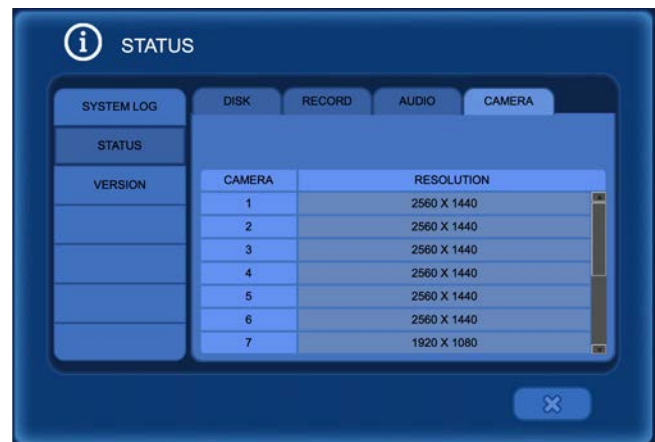 STATUS
SYSTEM LOG
STATUS
VERSION
DISK RECORD AUDIO CAMERA
CAMERA RESOLUTION
1 2560 X 1440
2 2560 X 1440
3 2560 X 1440
4 2560 X 1440
5 2560 X 1440
6 2560 X 1440
7 1920 X 1080